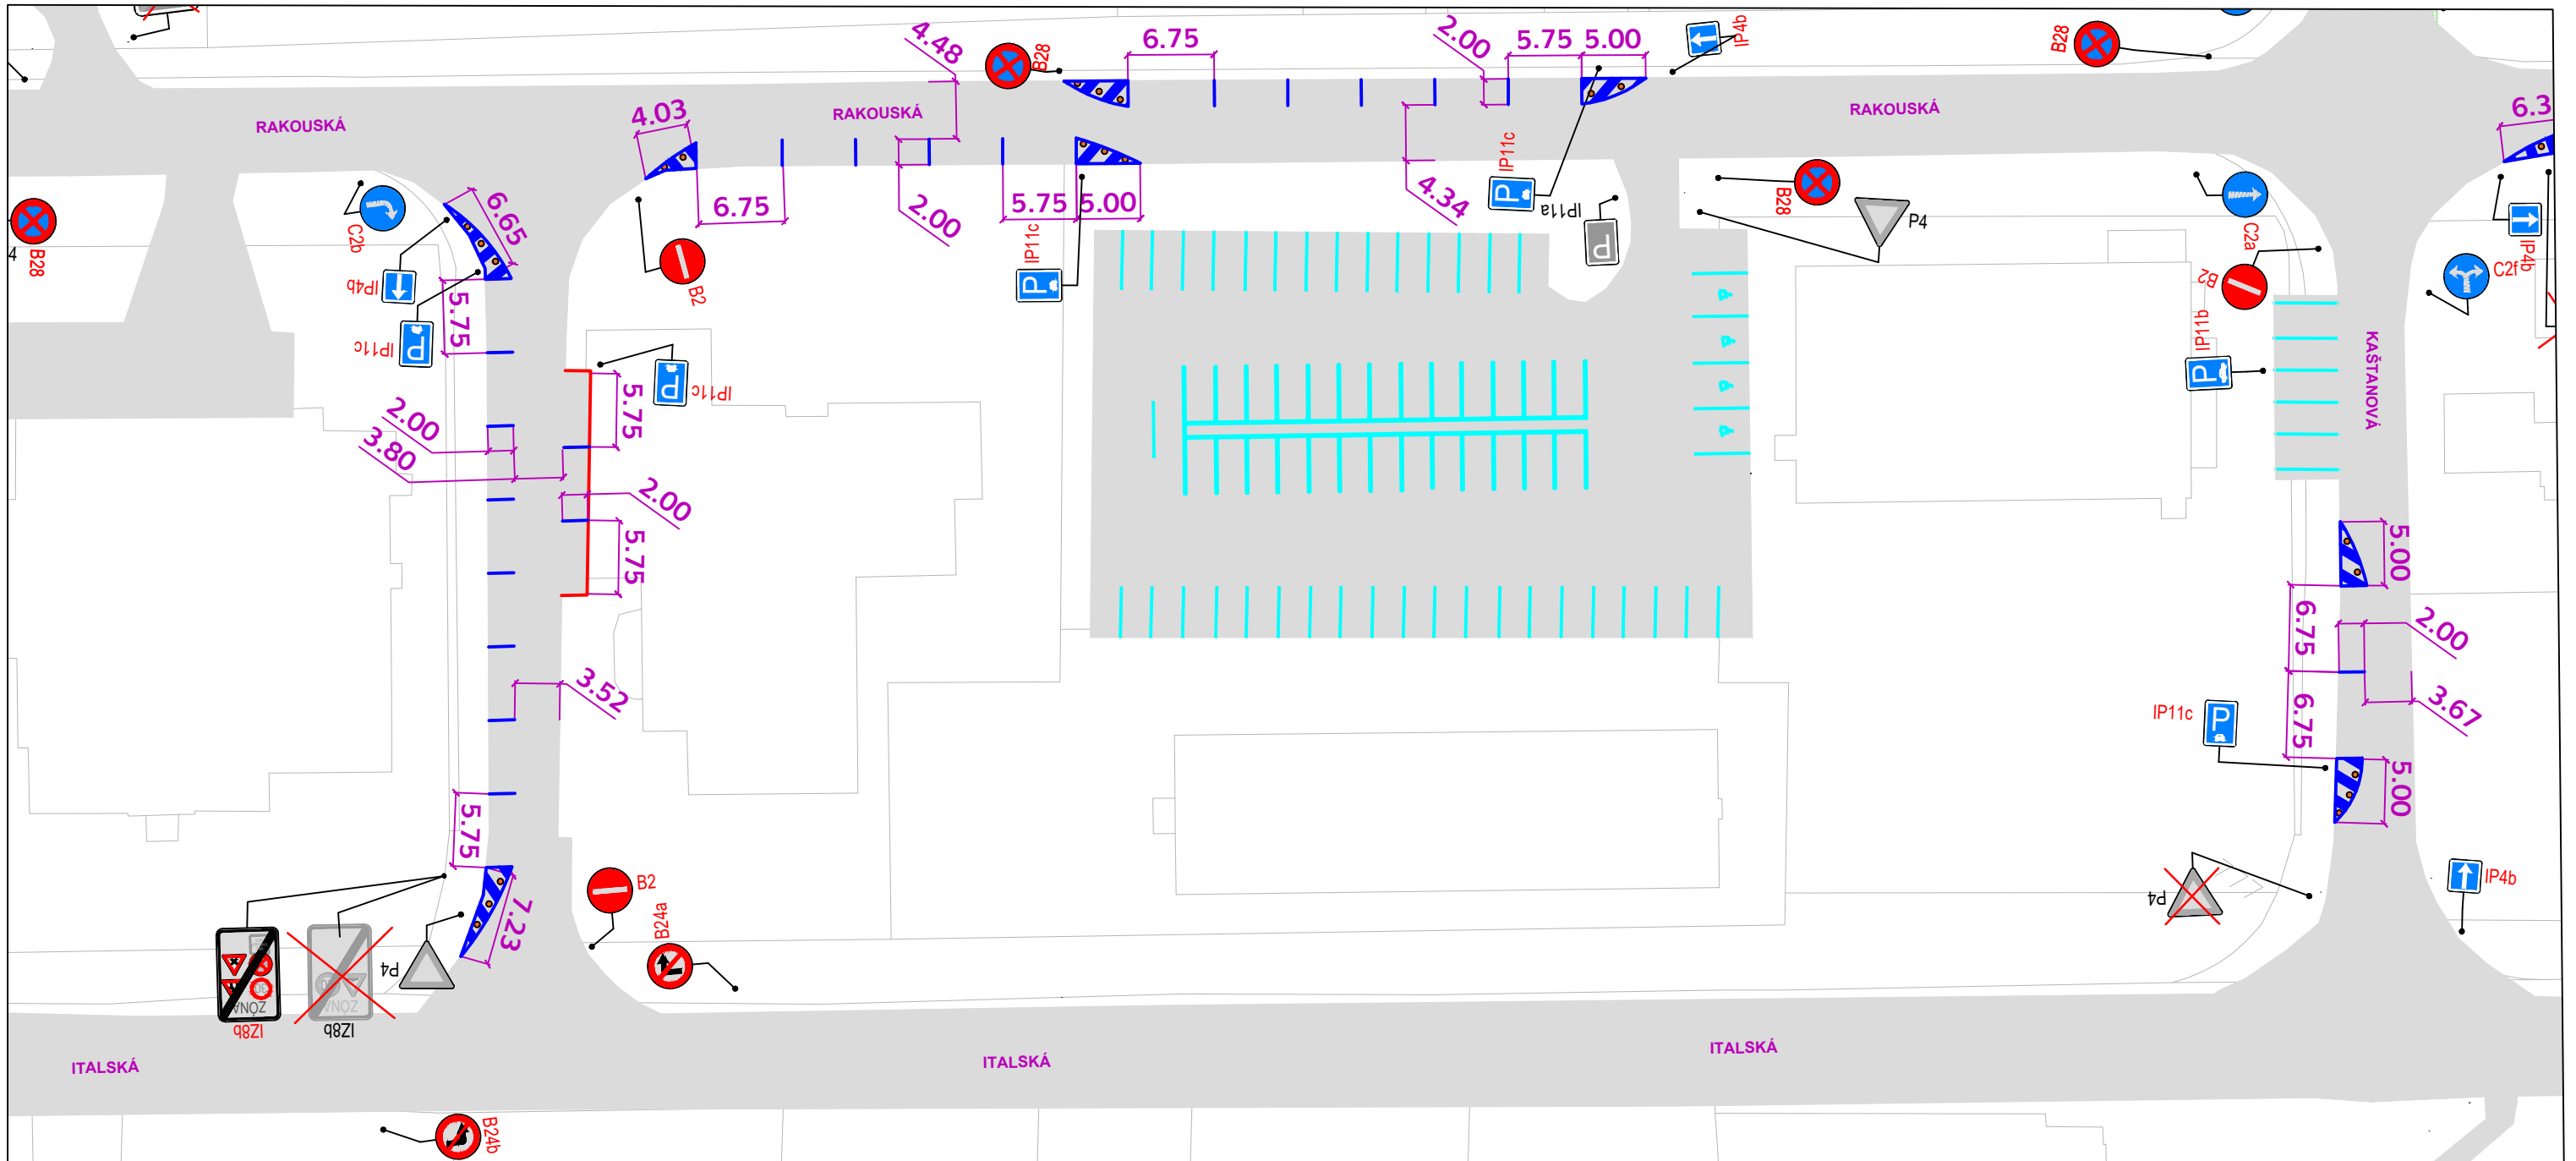 4.48
B28
6.75
2.00
5.75
5.00
IP4b
B28
RAKOUSKÁ
4.03
RAKOUSKÁ
RAKOUSKÁ
6.3
B28
4
C2b
6.65
IP4b
IP11c
5.75
6.75
B2
2.00
5.75
5.00
IP11c
P
4.34
IP11c
P
IP11a
P
B28
P4
C2a
B2
IP4b
C2f
IP11b
P
KAŠTANOVÁ
P
P
IP11c
5.75
2.00
3.80
2.00
5.75
3.52
5.75
7.23
5.00
6.75
2.00
6.75
3.67
IP11c
P
5.00
P4
IP4b
B2
B24a
P4
ZÓNA
IZ8b
ZÓNA
IZ8b
ITALSKÁ
ITALSKÁ
ITALSKÁ
B24b